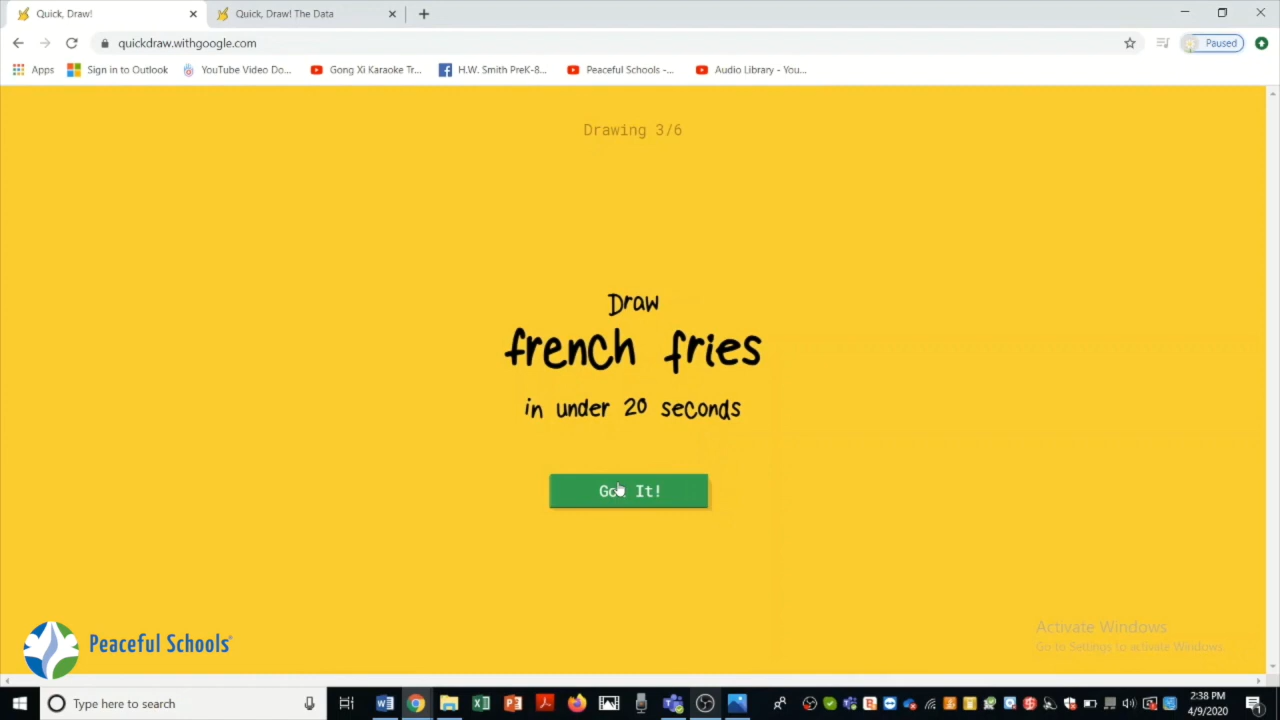 Quick, Draw!
Quick, Draw! The Data
quickdraw.withgoogle.com
Paused
Apps
Sign in to Outlook
YouTube Video Do...
Gong Xi Karaoke Tr...
H.W. Smith PreK-8...
Peaceful Schools -...
Audio Library - You...
Drawing 3/6
Draw
french fries
in under 20 seconds
Got It!
Peaceful Schools®
Activate Windows
Go to Settings to activate Windows.
Type here to search
2:38 PM
4/9/2020